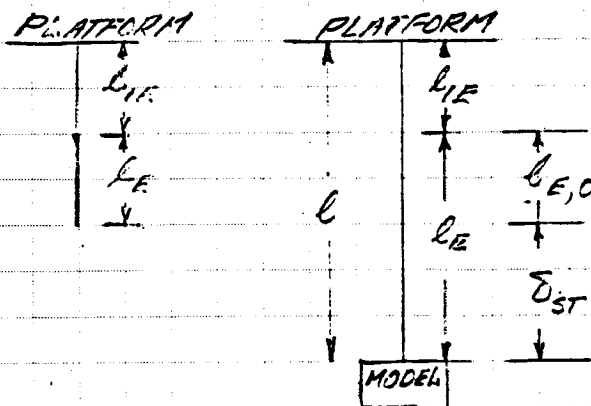 PLATFORM
PLATFORM
l_IE
l_IE
l_E
l
l_E
l_E,0
δ_ST
MODEL